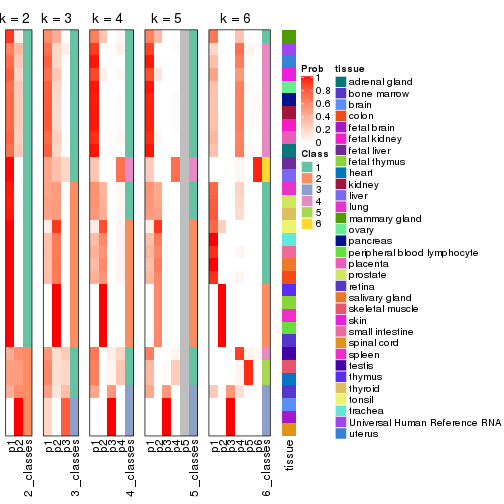 k = 2 k = 3 k = 4 k = 5 k = 6
Prob
1
0.8
0.6
0.4
0.2
0
Class
1
2
3
4
5
6
tissue
adrenal gland
bone marrow
brain
colon
fetal brain
fetal kidney
fetal liver
fetal thymus
heart
kidney
liver
lung
mammary gland
ovary
pancreas
peripheral blood lymphocyte
placenta
prostate
retina
salivary gland
skeletal muscle
skin
small intestine
spinal cord
spleen
testis
thymus
thyroid
tonsil
trachea
Universal Human Reference RNA
uterus
p1 p2 2_classes p1 p2 p3 3_classes p1 p2 p3 p4 4_classes p1 p2 p3 p4 p5 5_classes p1 p2 p3 p4 p5 p6 6_classes tissue